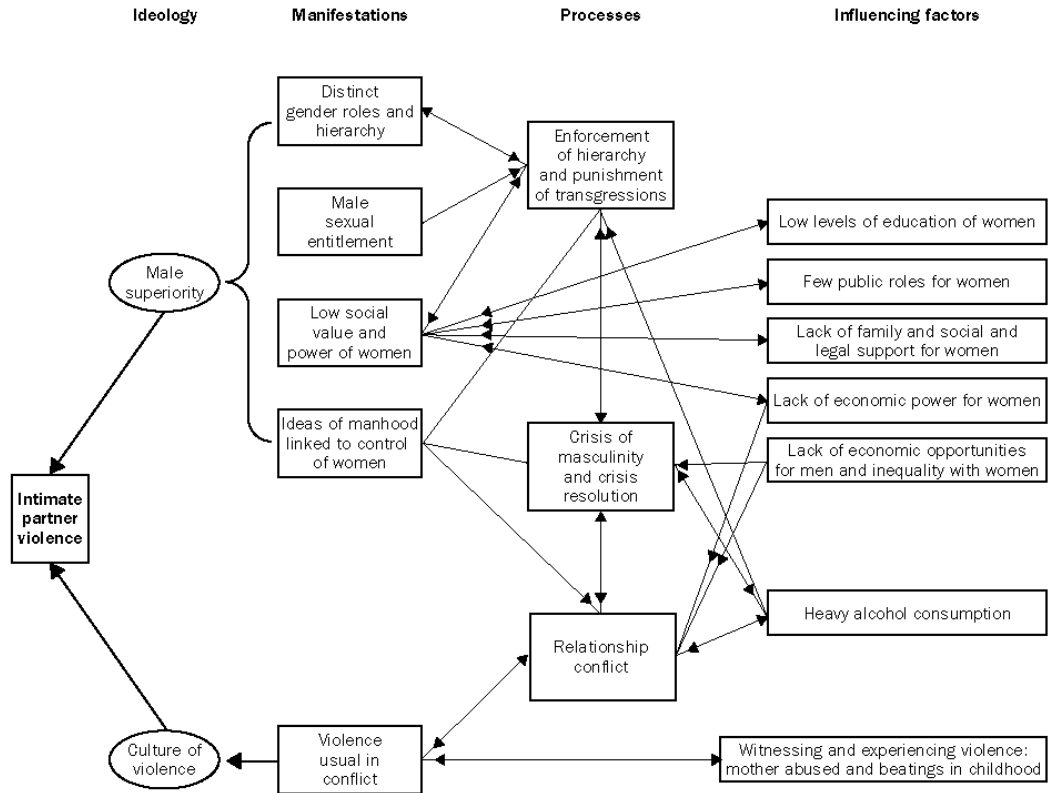 Ideology
Manifestations
Processes
Influencing factors
Distinct
gender roles and
hierarchy
Male
sexual
entitlement
Low social
value and
power of women
Ideas of manhood
linked to control
of women
Male
superiority
Intimate
partner
violence
Culture of
violence
Violence
usual in
conflict
Enforcement
of hierarchy
and punishment
of transgressions
Crisis of
masculinity
and crisis
resolution
Relationship
conflict
Low levels of education of women
Few public roles for women
Lack of family and social and
legal support for women
Lack of economic power for women
Lack of economic opportunities
for men and inequality with women
Heavy alcohol consumption
Witnessing and experiencing violence:
mother abused and beatings in childhood